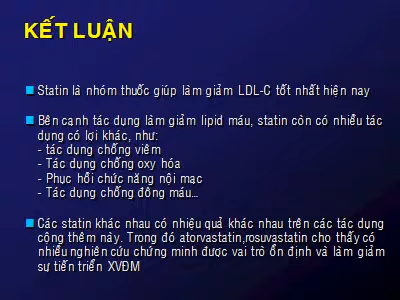 KẾT LUẬN
Statin là nhóm thuốc giúp làm giảm LDL-C tốt nhất hiện nay
Bên cạnh tác dụng làm giảm lipid máu, statin còn có nhiều tác
dụng có lợi khác, như:
- tác dụng chống viêm
- Tác dụng chống oxy hóa
- Phục hồi chức năng nội mạc
- Tác dụng chống đông máu...
Các statin khác nhau có hiệu quả khác nhau trên các tác dụng
cộng thêm này. Trong đó atorvastatin,rosuvastatin cho thấy có
nhiều nghiên cứu chứng minh được vai trò ổn định và làm giảm
sự tiến triển XVĐM